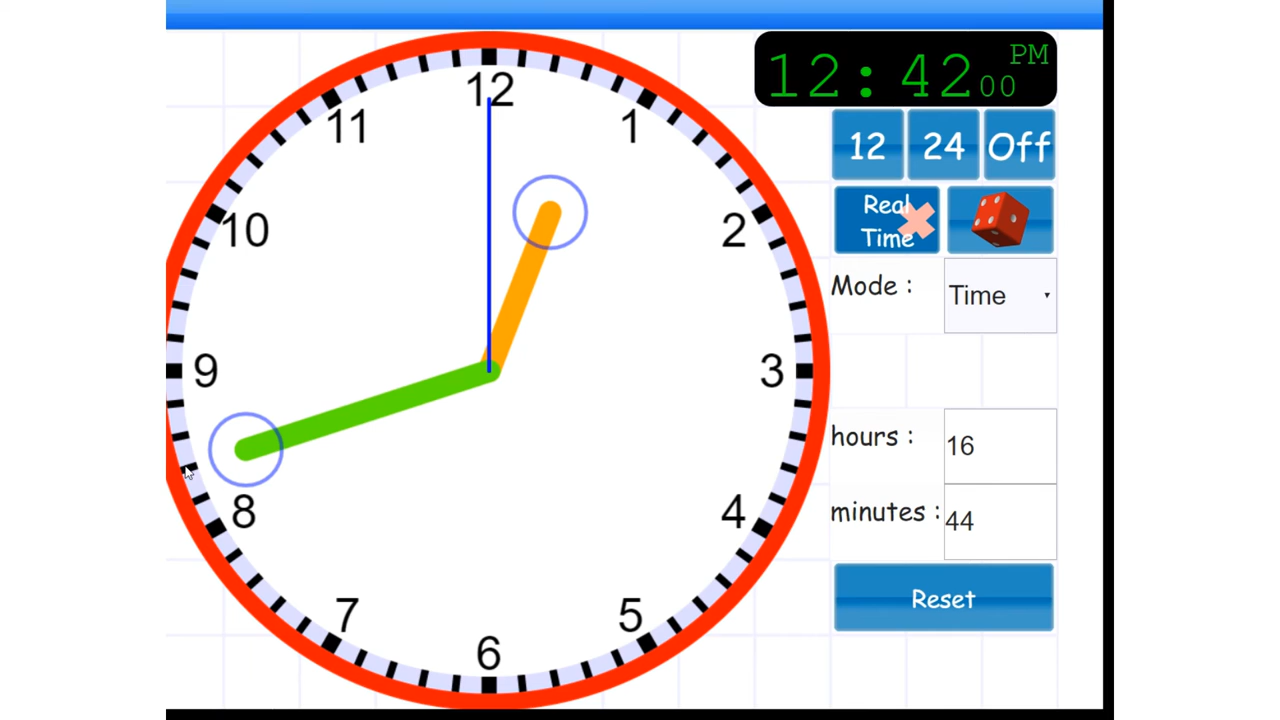 12:42 00 PM
12 24 Off
Real
Time
Mode :
Time
hours :
16
minutes :
44
Reset
12
11
1
10
2
9
3
8
4
7
5
6